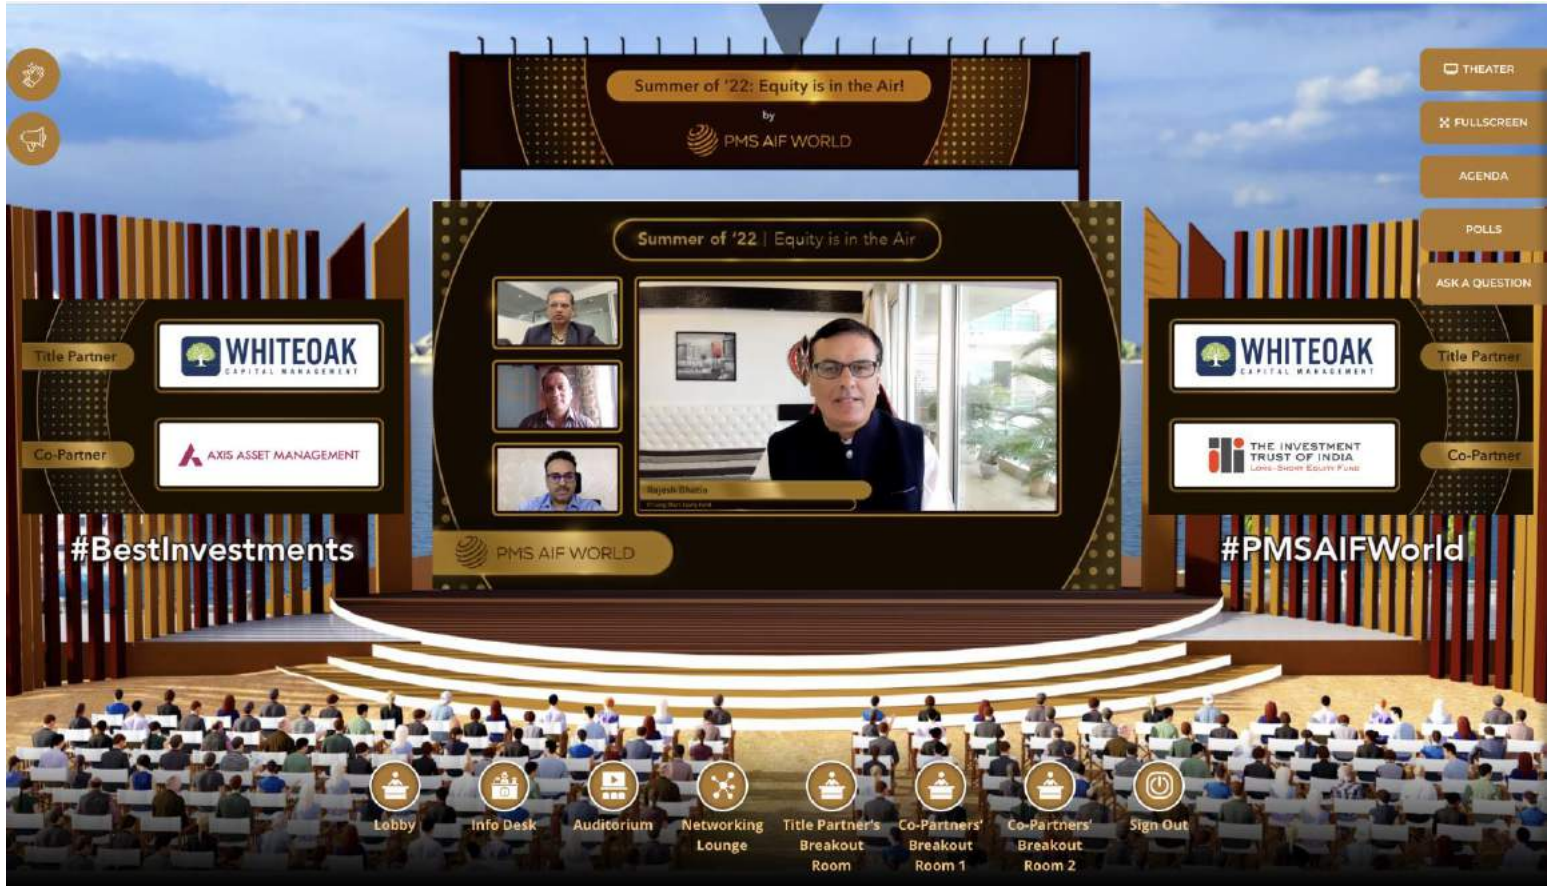 Summer of '22: Equity is in the Air!
by
PMS AIF WORLD
THEATER
FULLSCREEN
AGENDA
POLLS
ASK A QUESTION
Summer of '22 | Equity is in the Air
Title Partner
WHITEOAK
CAPITAL MANAGEMENT
Co-Partner
AXIS ASSET MANAGEMENT
#BestInvestments
Rajesh Bhatia
PMS AIF WORLD
WHITEOAK
CAPITAL MANAGEMENT
Title Partner
THE INVESTMENT
TRUST OF INDIA
LONG-SHORT EQUITY FUND
Co-Partner
#PMSAIFWorld
Lobby
Info Desk
Auditorium
Networking
Lounge
Title Partner's
Breakout
Room
Co-Partners'
Breakout
Room 1
Co-Partners'
Breakout
Room 2
Sign Out